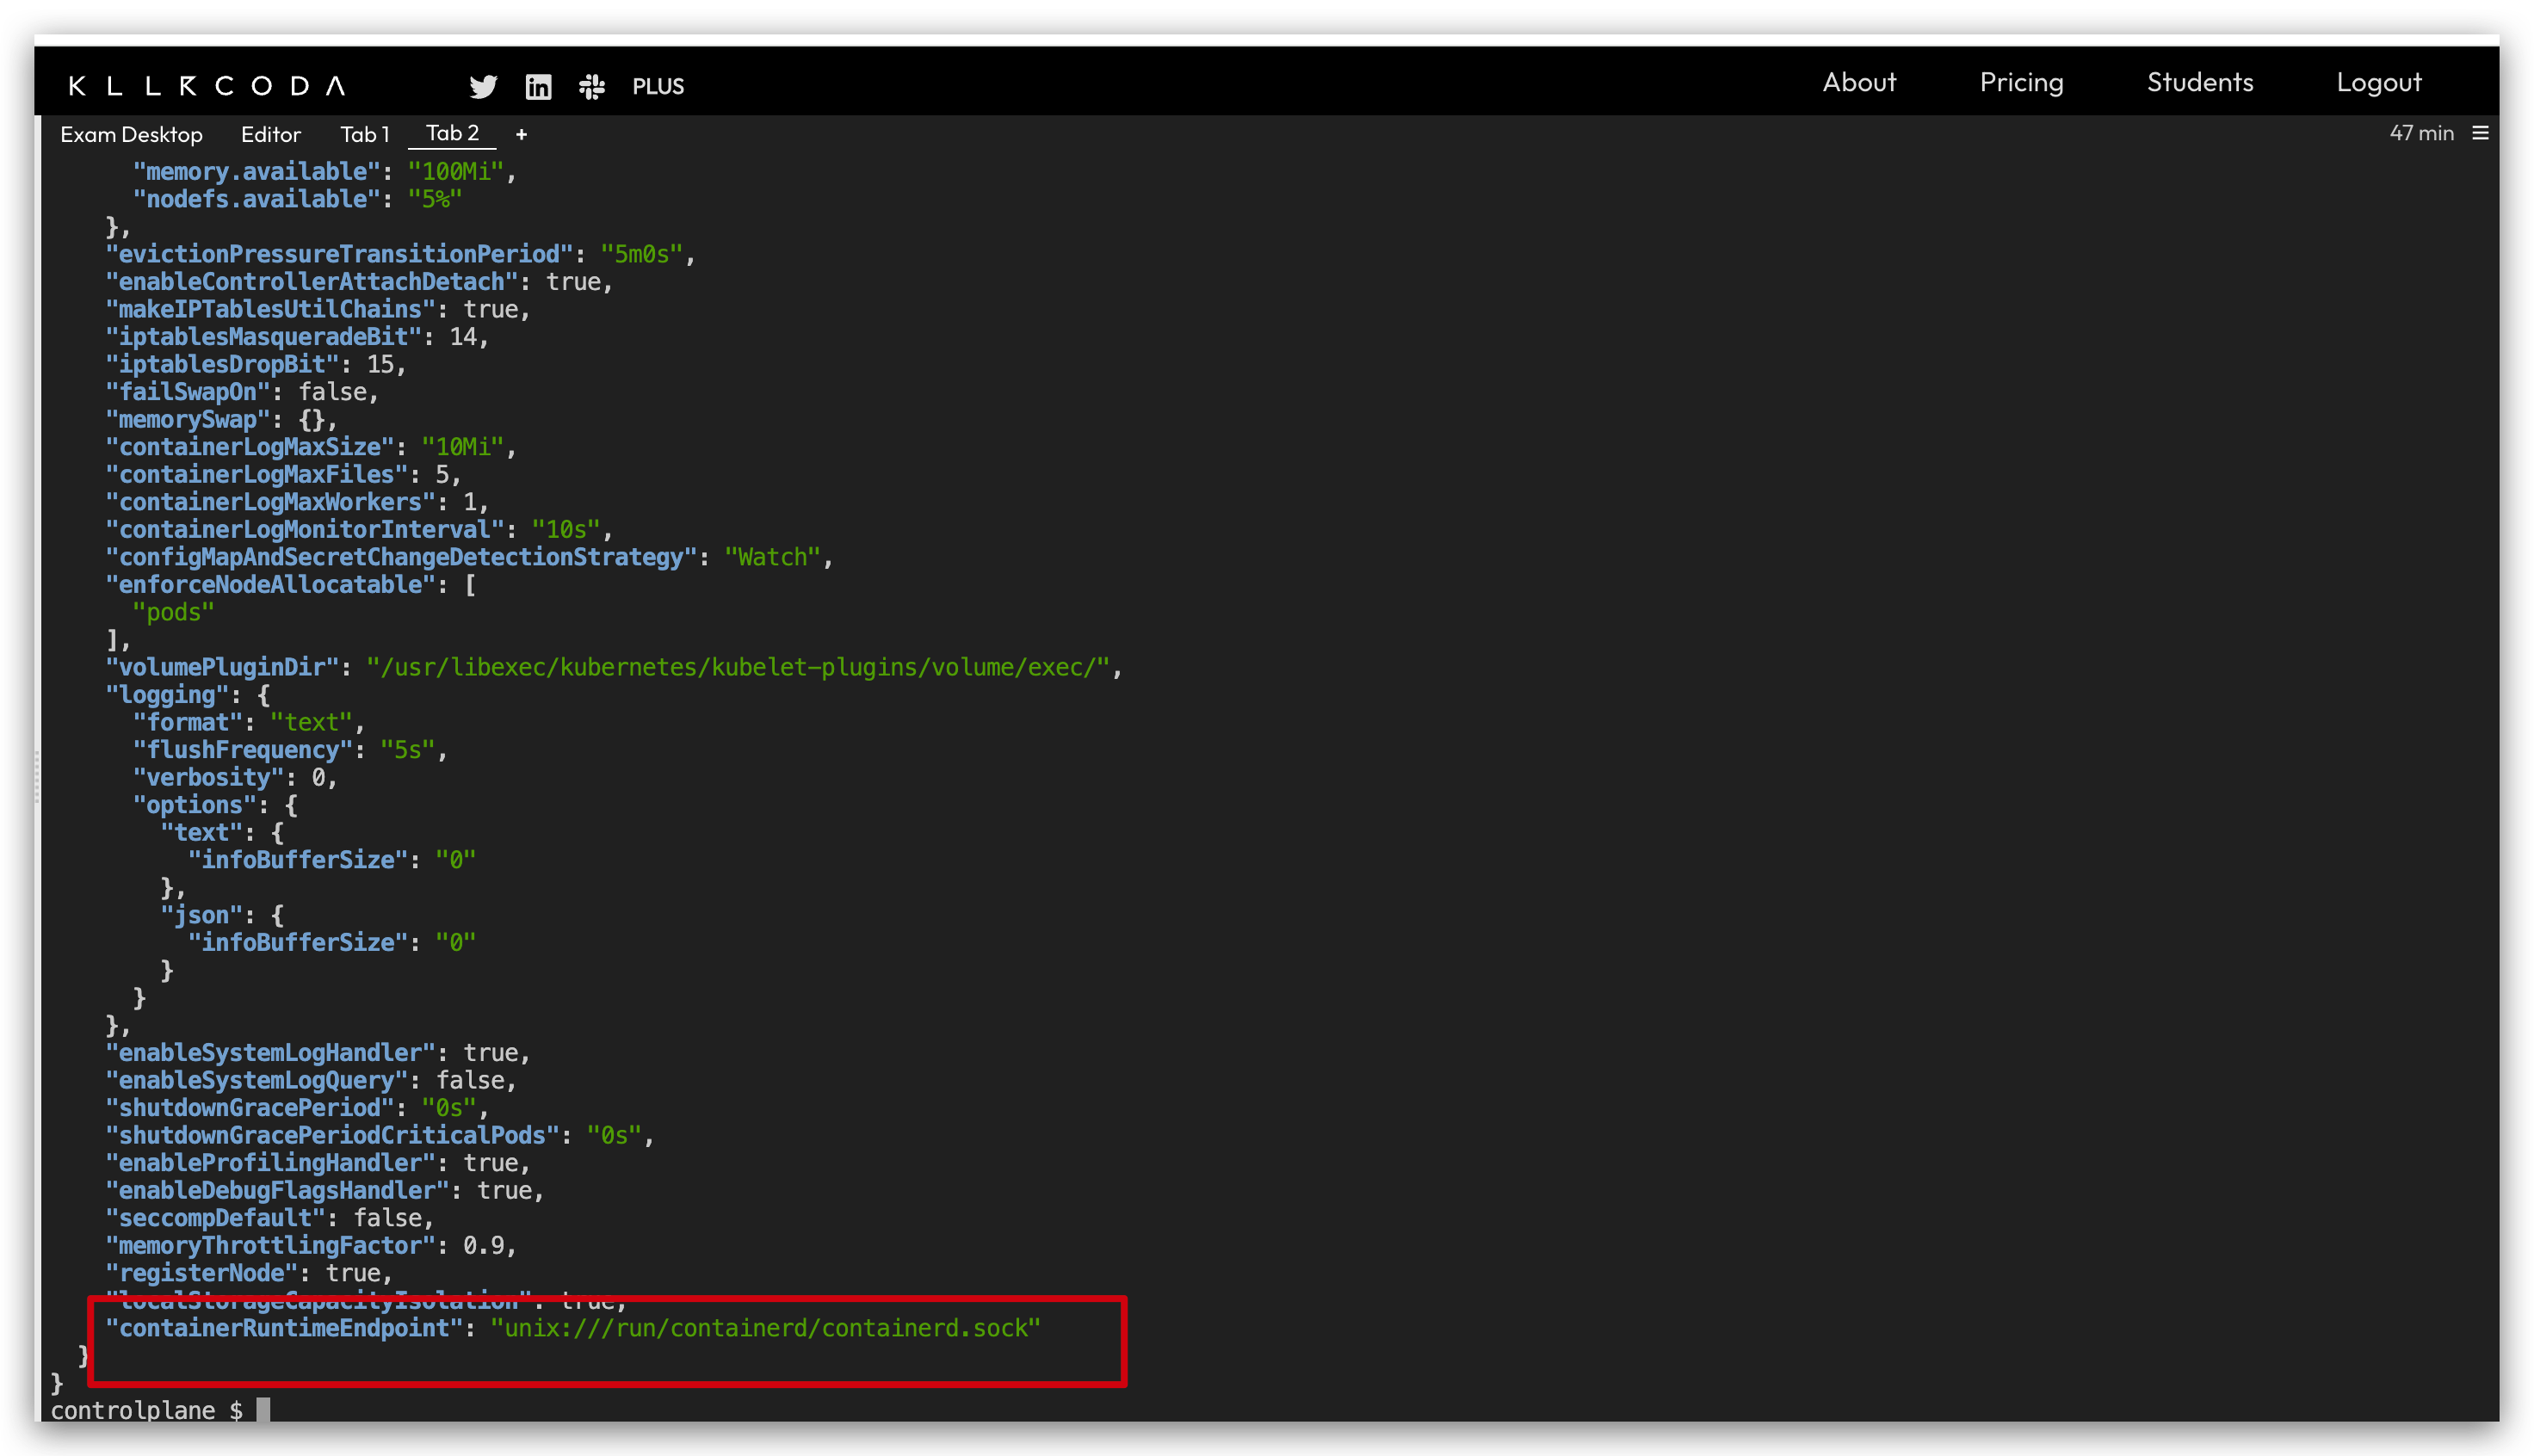 KLLRCODA PLUS About Pricing Students Logout
Exam Desktop Editor Tab 1 Tab 2 + 47 min
"memory.available": "100Mi",
"nodefs.available": "5%"
},
"evictionPressureTransitionPeriod": "5m0s",
"enableControllerAttachDetach": true,
"makeIPTablesUtilChains": true,
"iptablesMasqueradeBit": 14,
"iptablesDropBit": 15,
"failSwapOn": false,
"memorySwap": {},
"containerLogMaxSize": "10Mi",
"containerLogMaxFiles": 5,
"containerLogMaxWorkers": 1,
"containerLogMonitorInterval": "10s",
"configMapAndSecretChangeDetectionStrategy": "Watch",
"enforceNodeAllocatable": [
"pods"
],
"volumePluginDir": "/usr/libexec/kubernetes/kubelet-plugins/volume/exec/",
"logging": {
"format": "text",
"flushFrequency": "5s",
"verbosity": 0,
"options": {
"text": {
"infoBufferSize": "0"
},
"json": {
"infoBufferSize": "0"
}
}
},
"enableSystemLogHandler": true,
"enableSystemLogQuery": false,
"shutdownGracePeriod": "0s",
"shutdownGracePeriodCriticalPods": "0s",
"enableProfilingHandler": true,
"enableDebugFlagsHandler": true,
"seccompDefault": false,
"memoryThrottlingFactor": 0.9,
"registerNode": true,
"localStorageCapacityIsolation": true,
"containerRuntimeEndpoint": "unix:///run/containerd/containerd.sock"
}
}
controlplane $